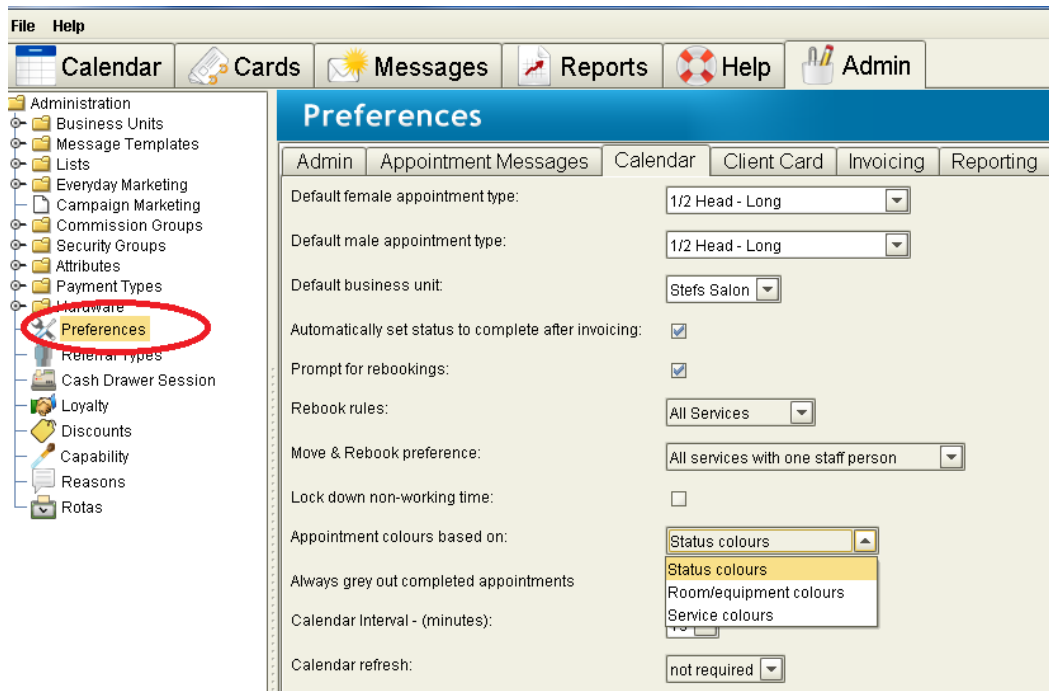 File Help
Calendar Cards Messages Reports Help Admin
Administration
Business Units
Message Templates
Lists
Everyday Marketing
Campaign Marketing
Commission Groups
Security Groups
Attributes
Payment Types
Hardware
Preferences
Referral Types
Cash Drawer Session
Loyalty
Discounts
Capability
Reasons
Rotas
Preferences
Admin Appointment Messages Calendar Client Card Invoicing Reporting
Default female appointment type: 1/2 Head - Long
Default male appointment type: 1/2 Head - Long
Default business unit: Stefs Salon
Automatically set status to complete after invoicing:
Prompt for rebookings:
Rebook rules: All Services
Move & Rebook preference: All services with one staff person
Lock down non-working time:
Appointment colours based on: Status colours
Status colours
Room/equipment colours
Service colours
Always grey out completed appointments
Calendar Interval - (minutes):
Calendar refresh: not required